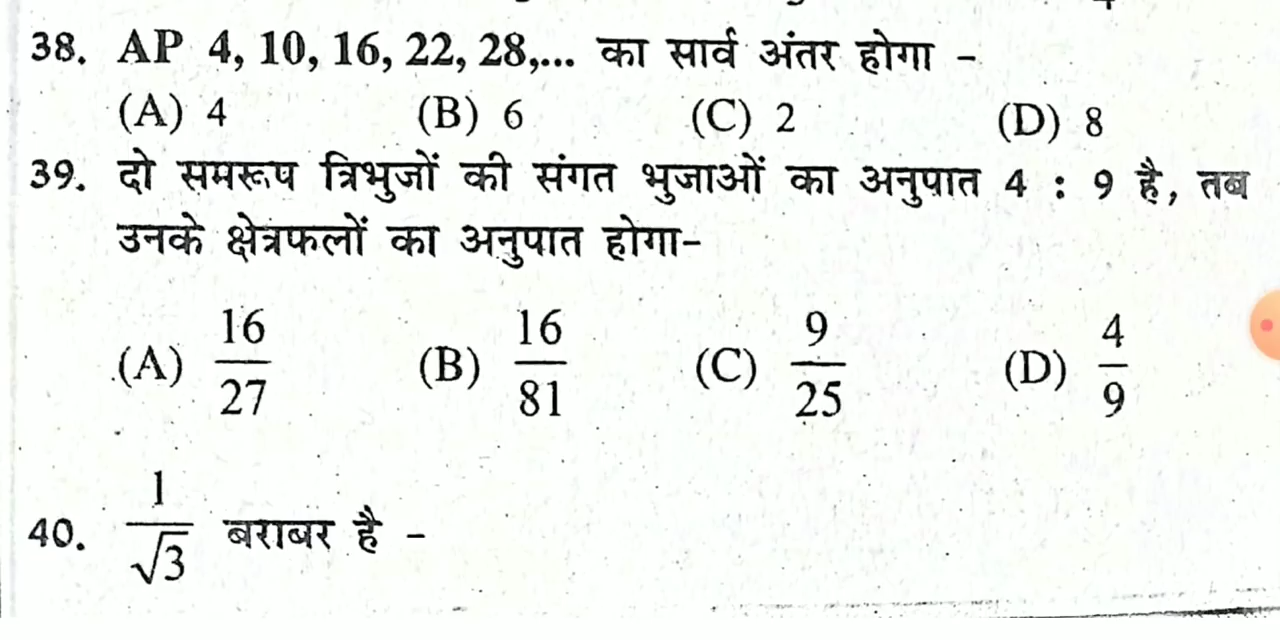 38. AP 4, 10, 16, 22, 28,... का सार्व अंतर होगा -
(A) 4 (B) 6 (C) 2 (D) 8
39. दो समरूप त्रिभुजों की संगत भुजाओं का अनुपात 4 : 9 है, तब
उनके क्षेत्रफलों का अनुपात होगा-
(A) 16/27 (B) 16/81 (C) 9/25 (D) 4/9
40. 1/√3 बराबर है -